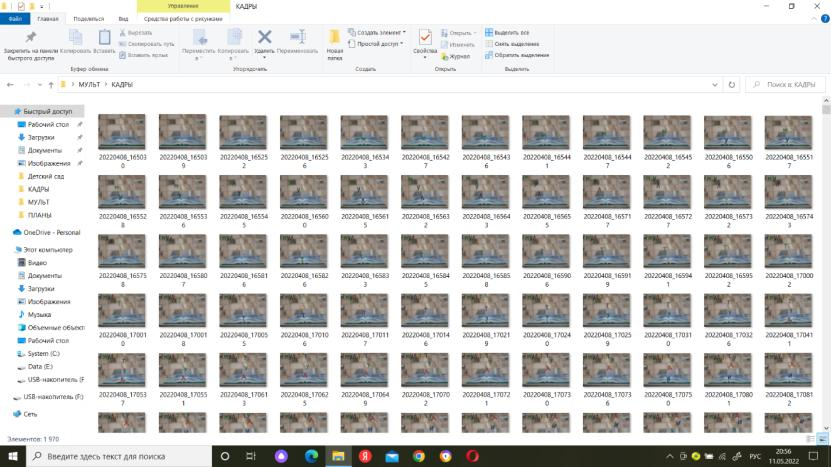 Управление
КАДРЫ
Файл Главная Поделиться Вид Средства работы с рисунками
Закрепить на панели быстрого доступа
Копировать
Вставить
Вырезать
Скопировать путь
Вставить ярлык
Буфер обмена
Переместить в
Копировать в
Удалить
Переименовать
Упорядочить
Новая папка
Создать элемент
Простой доступ
Создать
Свойства
Открыть
Изменить
Журнал
Открыть
Выделить все
Снять выделение
Обратить выделение
Выделить
МУЛЬТ > КАДРЫ
Поиск в: КАДРЫ
Быстрый доступ
Рабочий стол
Загрузки
Документы
Изображения
Детский сад
КАДРЫ
МУЛЬТ
ПЛАНЫ
OneDrive - Personal
Этот компьютер
Видео
Документы
Загрузки
Изображения
Музыка
Объемные объект
Рабочий стол
System (C:)
Data (E:)
USB-накопитель (F
USB-накопитель (F:)
Сеть
20220408_165030 20220408_165039 20220408_165252 20220408_165256 20220408_165343 20220408_165427 20220408_165436 20220408_165441 20220408_165447 20220408_165452 20220408_165506 20220408_165517
20220408_165528 20220408_165536 20220408_165545 20220408_165600 20220408_165615 20220408_165632 20220408_165643 20220408_165655 20220408_165717 20220408_165727 20220408_165732 20220408_165743
20220408_165758 20220408_165807 20220408_165816 20220408_165826 20220408_165833 20220408_165845 20220408_165858 20220408_165906 20220408_165919 20220408_165941 20220408_165952 20220408_170002
20220408_170010 20220408_170018 20220408_170055 20220408_170106 20220408_170117 20220408_170146 20220408_170219 20220408_170240 20220408_170259 20220408_170310 20220408_170326 20220408_170411
20220408_170537 20220408_170551 20220408_170613 20220408_170625 20220408_170649 20220408_170702 20220408_170721 20220408_170730 20220408_170736 20220408_170750 20220408_170801 20220408_170812
Элементов: 1 970
Введите здесь текст для поиска
РУС
20:56
11.05.2022